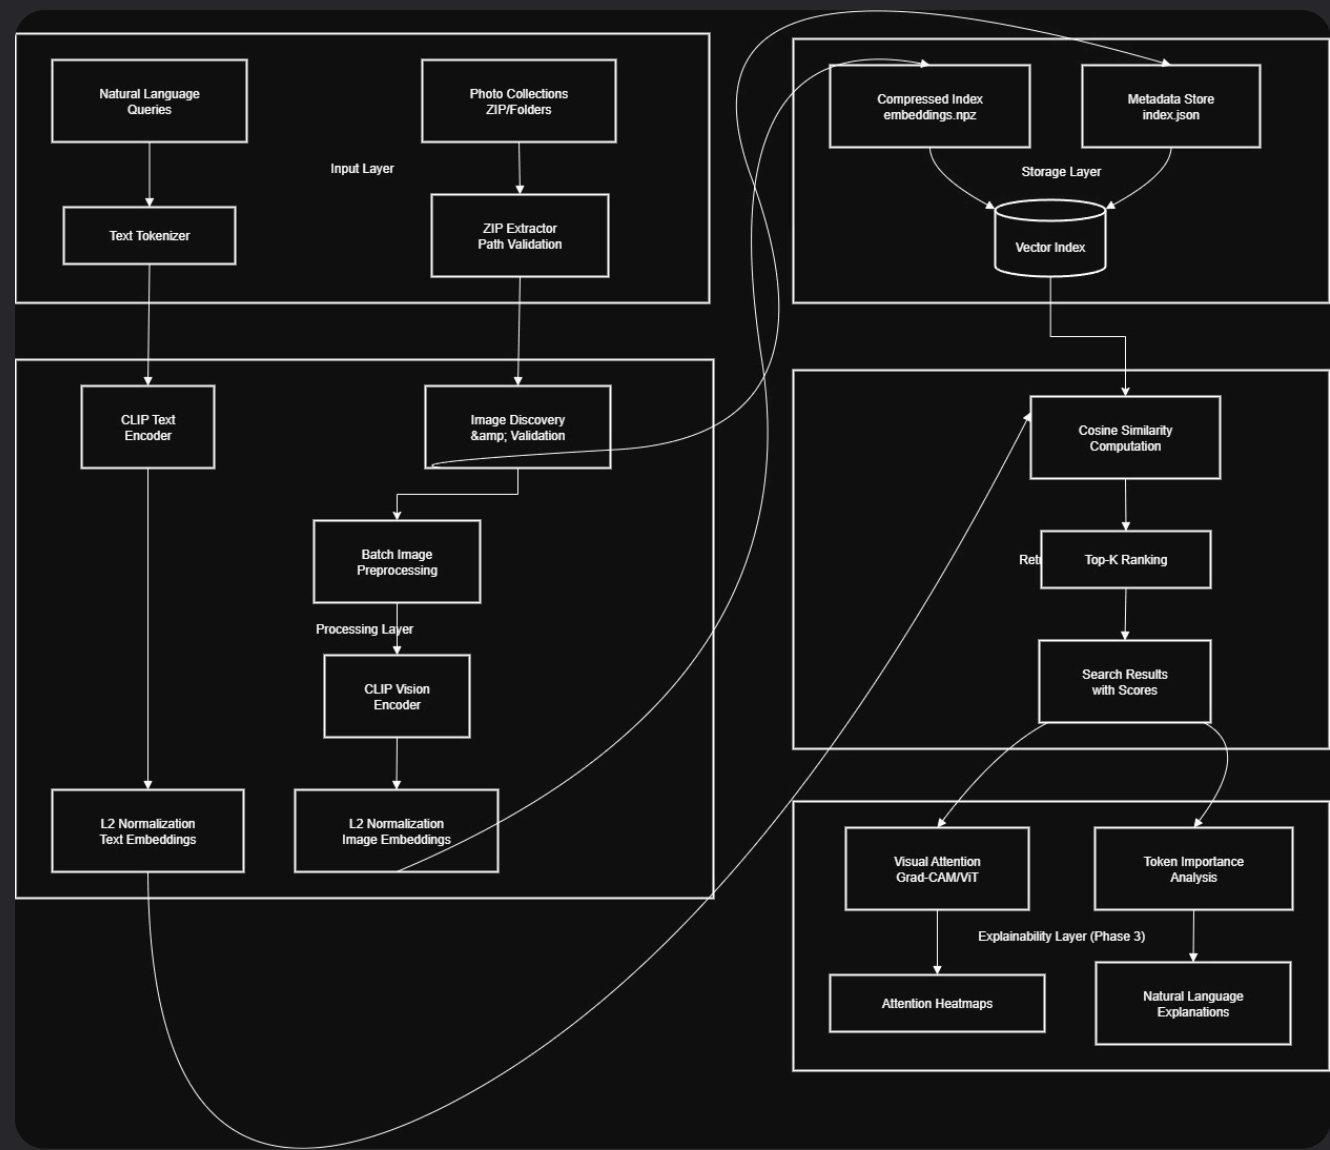 Natural Language
Queries
Photo Collections
ZIP/Folders
Input Layer
Text Tokenizer
ZIP Extractor
Path Validation
Compressed Index
embeddings.npz
Metadata Store
index.json
Storage Layer
Vector Index
CLIP Text
Encoder
Image Discovery
&amp; Validation
Batch Image
Preprocessing
Processing Layer
CLIP Vision
Encoder
L2 Normalization
Text Embeddings
L2 Normalization
Image Embeddings
Cosine Similarity
Computation
Top-K Ranking
Search Results
with Scores
Visual Attention
Grad-CAM/ViT
Token Importance
Analysis
Explainability Layer (Phase 3)
Attention Heatmaps
Natural Language
Explanations